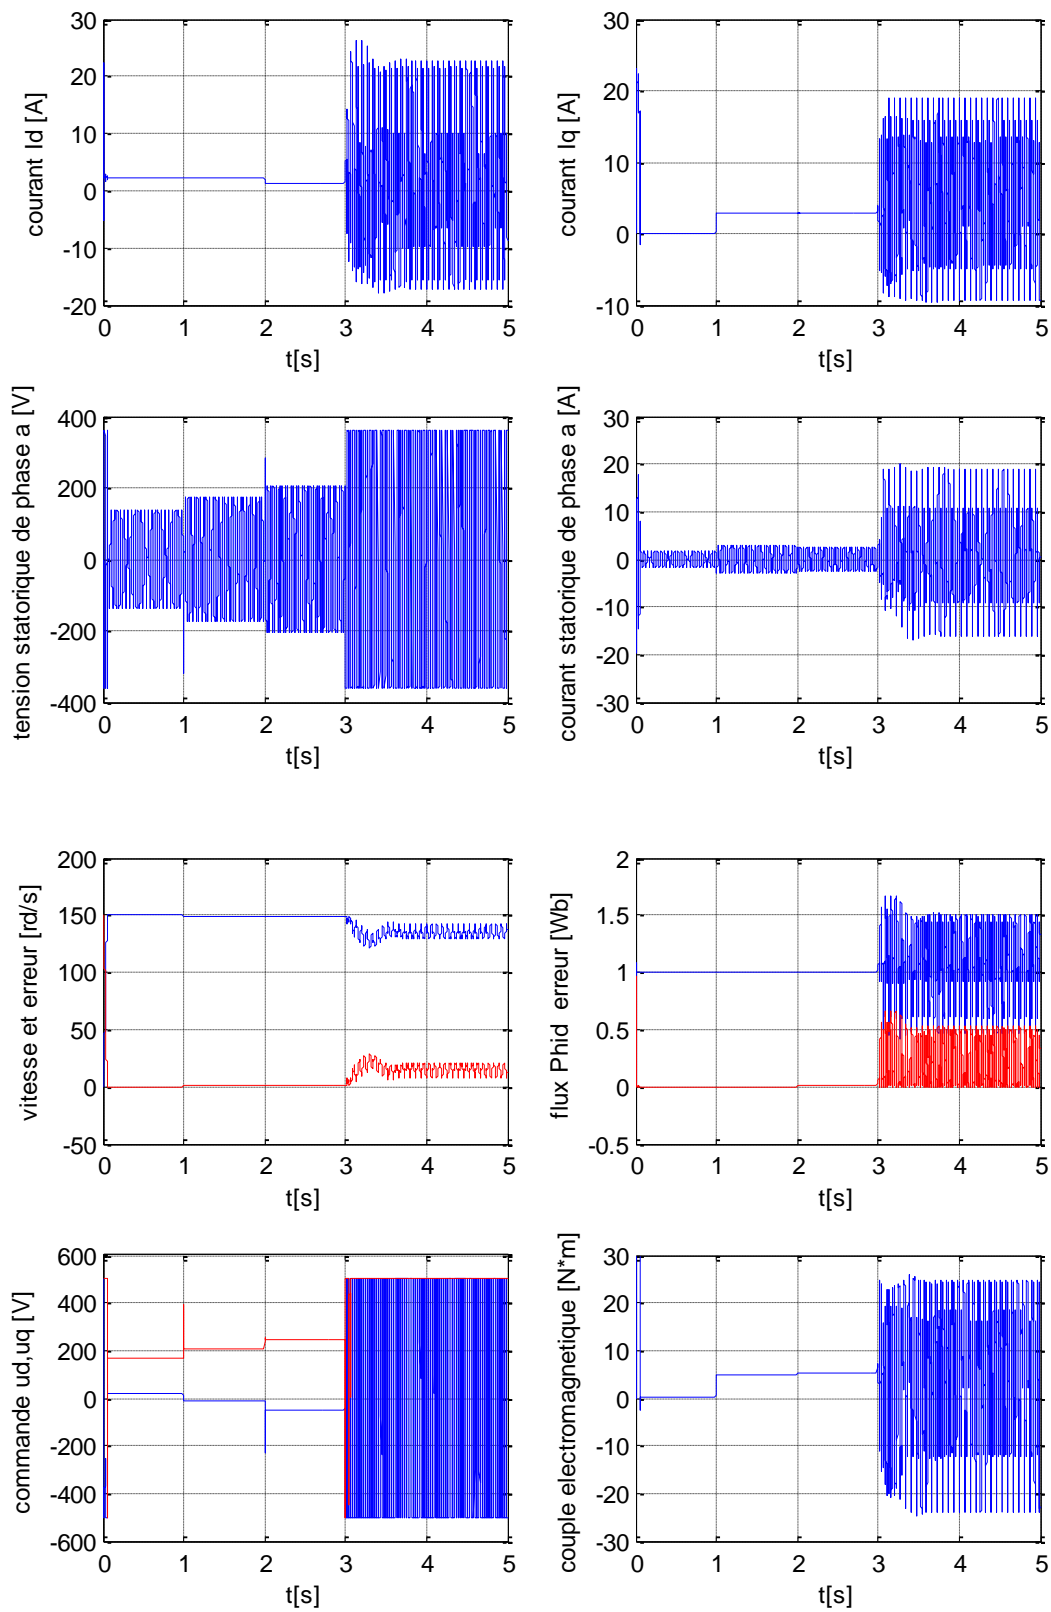 courant Id [A]
30
20
10
0
-10
-20
0 1 2 3 4 5
t[s]
courant Iq [A]
30
20
10
0
-10
0 1 2 3 4 5
t[s]
tension statorique de phase a [V]
400
200
0
-200
-400
0 1 2 3 4 5
t[s]
courant statorique de phase a [A]
30
20
10
0
-10
-20
-30
0 1 2 3 4 5
t[s]
vitesse et erreur [rd/s]
200
150
100
50
0
-50
0 1 2 3 4 5
t[s]
flux Phid erreur [Wb]
2
1.5
1
0.5
0
-0.5
0 1 2 3 4 5
t[s]
commande ud,uq [V]
600
400
200
0
-200
-400
-600
0 1 2 3 4 5
t[s]
couple electromagnetique [N*m]
30
20
10
0
-10
-20
-30
0 1 2 3 4 5
t[s]